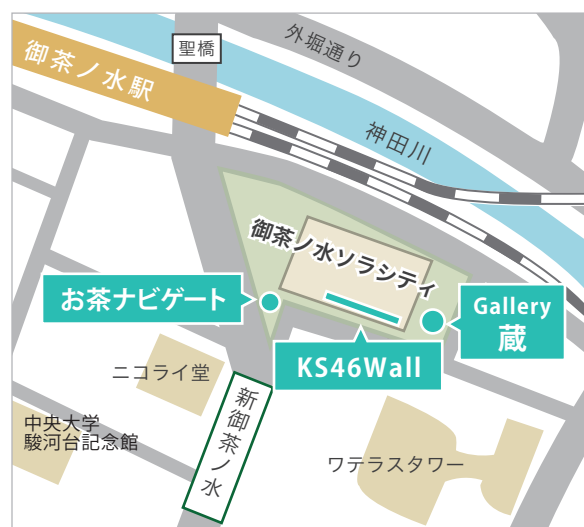 聖橋
外堀通り
御茶ノ水駅
神田川
御茶ノ水ソラシティ
お茶ナビゲート
Gallery
蔵
KS46Wall
ニコライ堂
新御茶ノ水
中央大学
駿河台記念館
ワテラスタワー